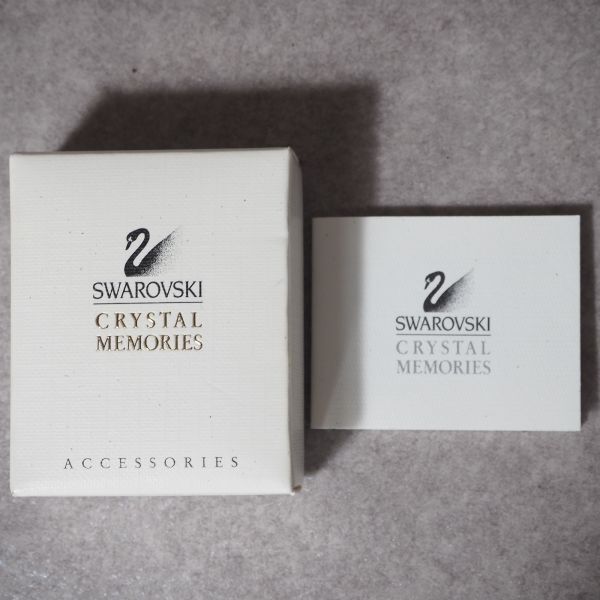 SWAROVSKI
CRYSTAL
MEMORIES
ACCESSORIES
SWAROVSKI
CRYSTAL
MEMORIES